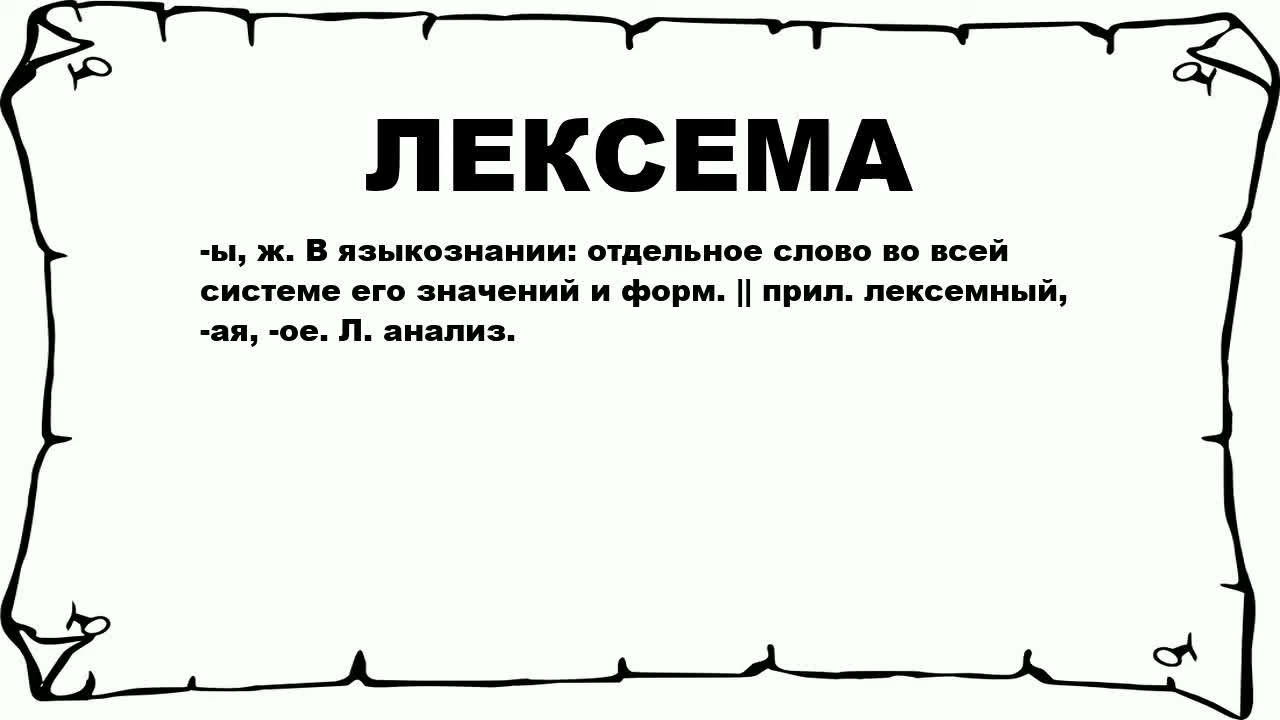 ЛЕКСЕМА
-ы, ж. В языкознании: отдельное слово во всей
системе его значений и форм. || прил. лексемный,
-ая, -ое. Л. анализ.